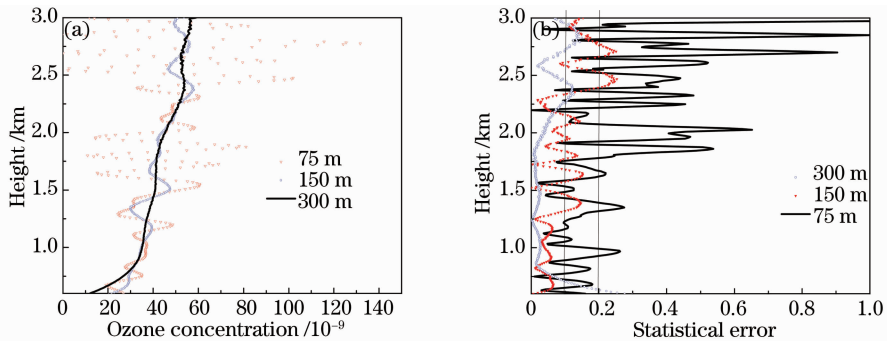 (a)
3.0
2.5
2.0
1.5
1.0
Height /km
75 m
150 m
300 m
0
20
40
60
80
100
120
140
Ozone concentration /10⁻⁹
(b)
3.0
2.5
2.0
1.5
1.0
Height /km
300 m
150 m
75 m
0
0.2
0.4
0.6
0.8
1.0
Statistical error